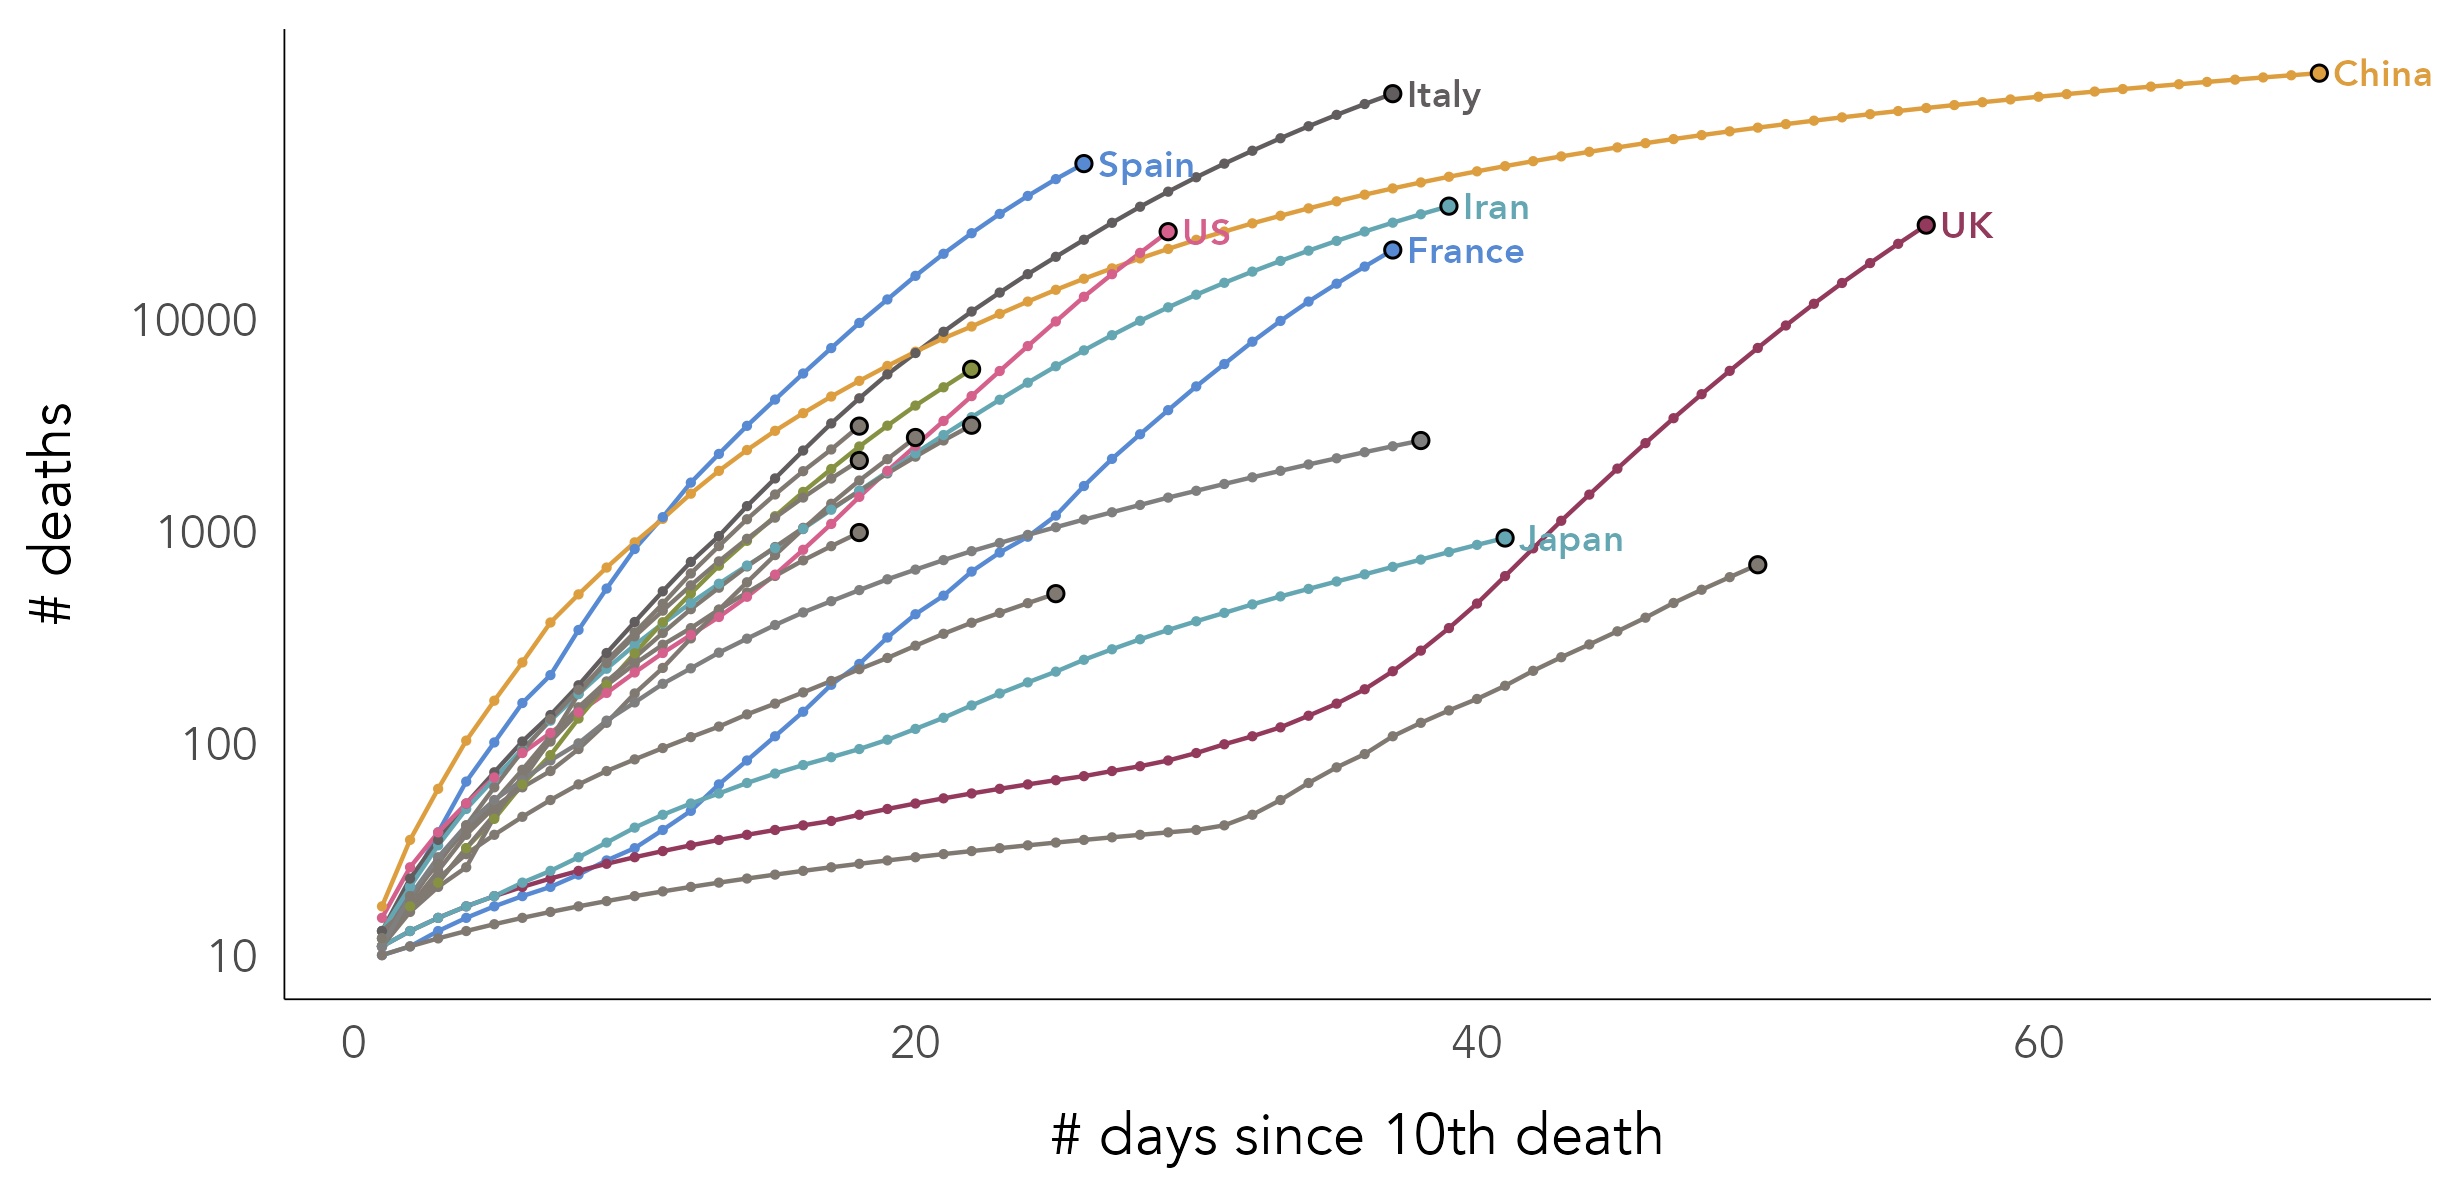 China
Italy
Spain
Iran
US
UK
France
10000
1000
Japan
100
10
# deaths
0 20 40 60
# days since 10th death